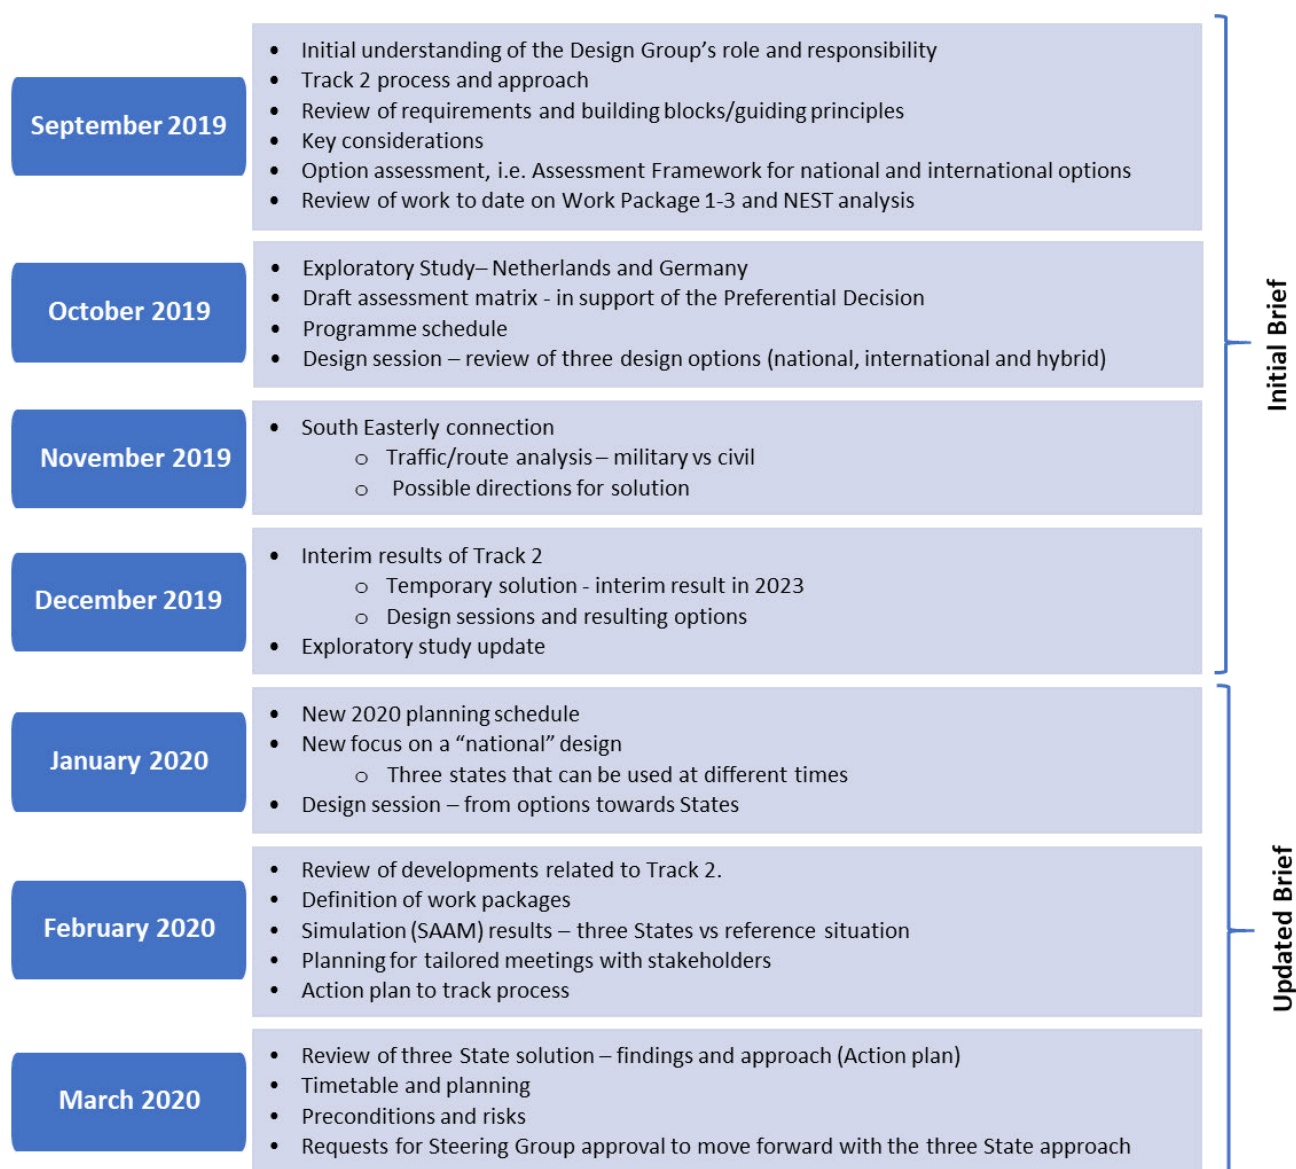 September 2019
• Initial understanding of the Design Group's role and responsibility
• Track 2 process and approach
• Review of requirements and building blocks/guiding principles
• Key considerations
• Option assessment, i.e. Assessment Framework for national and international options
• Review of work to date on Work Package 1-3 and NEST analysis
October 2019
• Exploratory Study– Netherlands and Germany
• Draft assessment matrix - in support of the Preferential Decision
• Programme schedule
• Design session – review of three design options (national, international and hybrid)
November 2019
• South Easterly connection
o Traffic/route analysis – military vs civil
o Possible directions for solution
December 2019
• Interim results of Track 2
o Temporary solution - interim result in 2023
o Design sessions and resulting options
• Exploratory study update
Initial Brief
January 2020
• New 2020 planning schedule
• New focus on a “national” design
o Three states that can be used at different times
• Design session – from options towards States
February 2020
• Review of developments related to Track 2.
• Definition of work packages
• Simulation (SAAM) results – three States vs reference situation
• Planning for tailored meetings with stakeholders
• Action plan to track process
March 2020
• Review of three State solution – findings and approach (Action plan)
• Timetable and planning
• Preconditions and risks
• Requests for Steering Group approval to move forward with the three State approach
Updated Brief